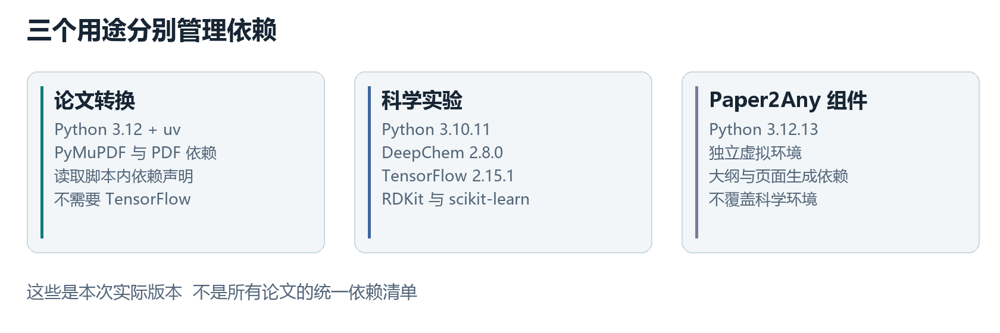 三个用途分别管理依赖
论文转换
Python 3.12 + uv
PyMuPDF 与 PDF 依赖
读取脚本内依赖声明
不需要 TensorFlow
科学实验
Python 3.10.11
DeepChem 2.8.0
TensorFlow 2.15.1
RDKit 与 scikit-learn
Paper2Any 组件
Python 3.12.13
独立虚拟环境
大纲与页面生成依赖
不覆盖科学环境
这些是本次实际版本 不是所有论文的统一依赖清单